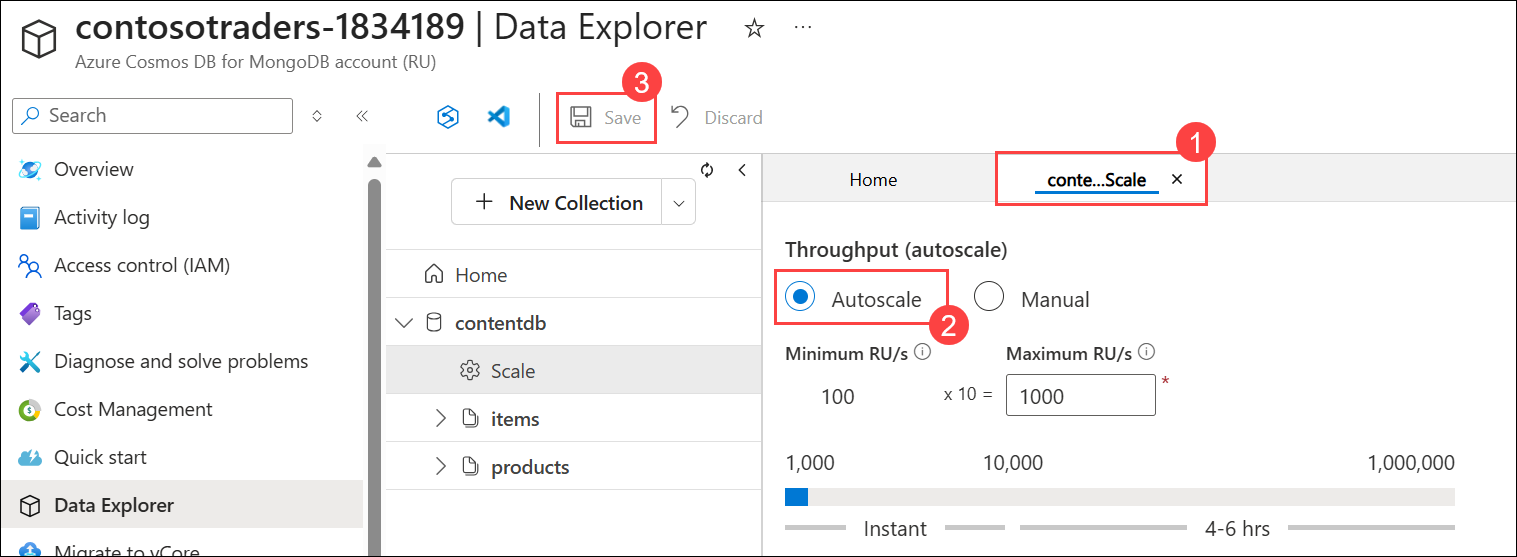 contosotraders-1834189 | Data Explorer ☆ ...
Azure Cosmos DB for MongoDB account (RU)
Search
3
Save
Discard
Overview
Activity log
Access control (IAM)
Tags
Diagnose and solve problems
Cost Management
Quick start
Data Explorer
Migrate to vCore
+ New Collection
Home
contentdb
Scale
items
products
Home
conte...Scale ×
1
Throughput (autoscale)
Autoscale
Manual
2
Minimum RU/s Maximum RU/s
100 x 10 = 1000 *
1,000 10,000 1,000,000
Instant 4-6 hrs